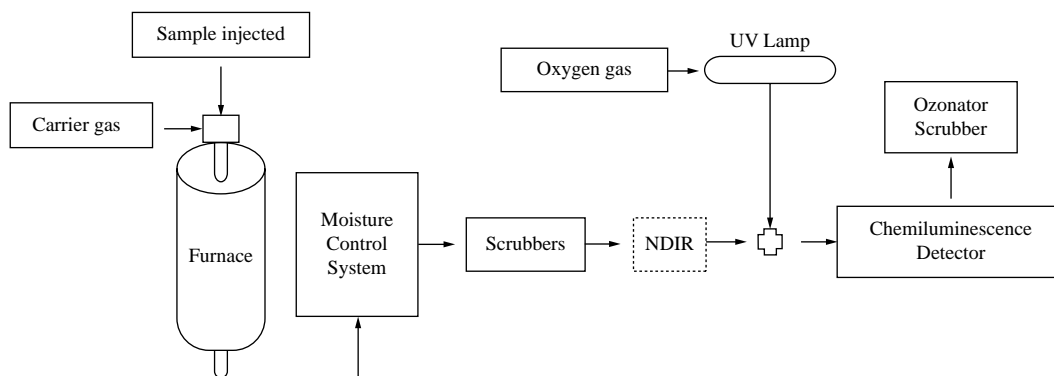 Sample injected
Carrier gas
Furnace
Moisture
Control
System
Scrubbers
NDIR
Oxygen gas
UV Lamp
Chemiluminescence
Detector
Ozonator
Scrubber